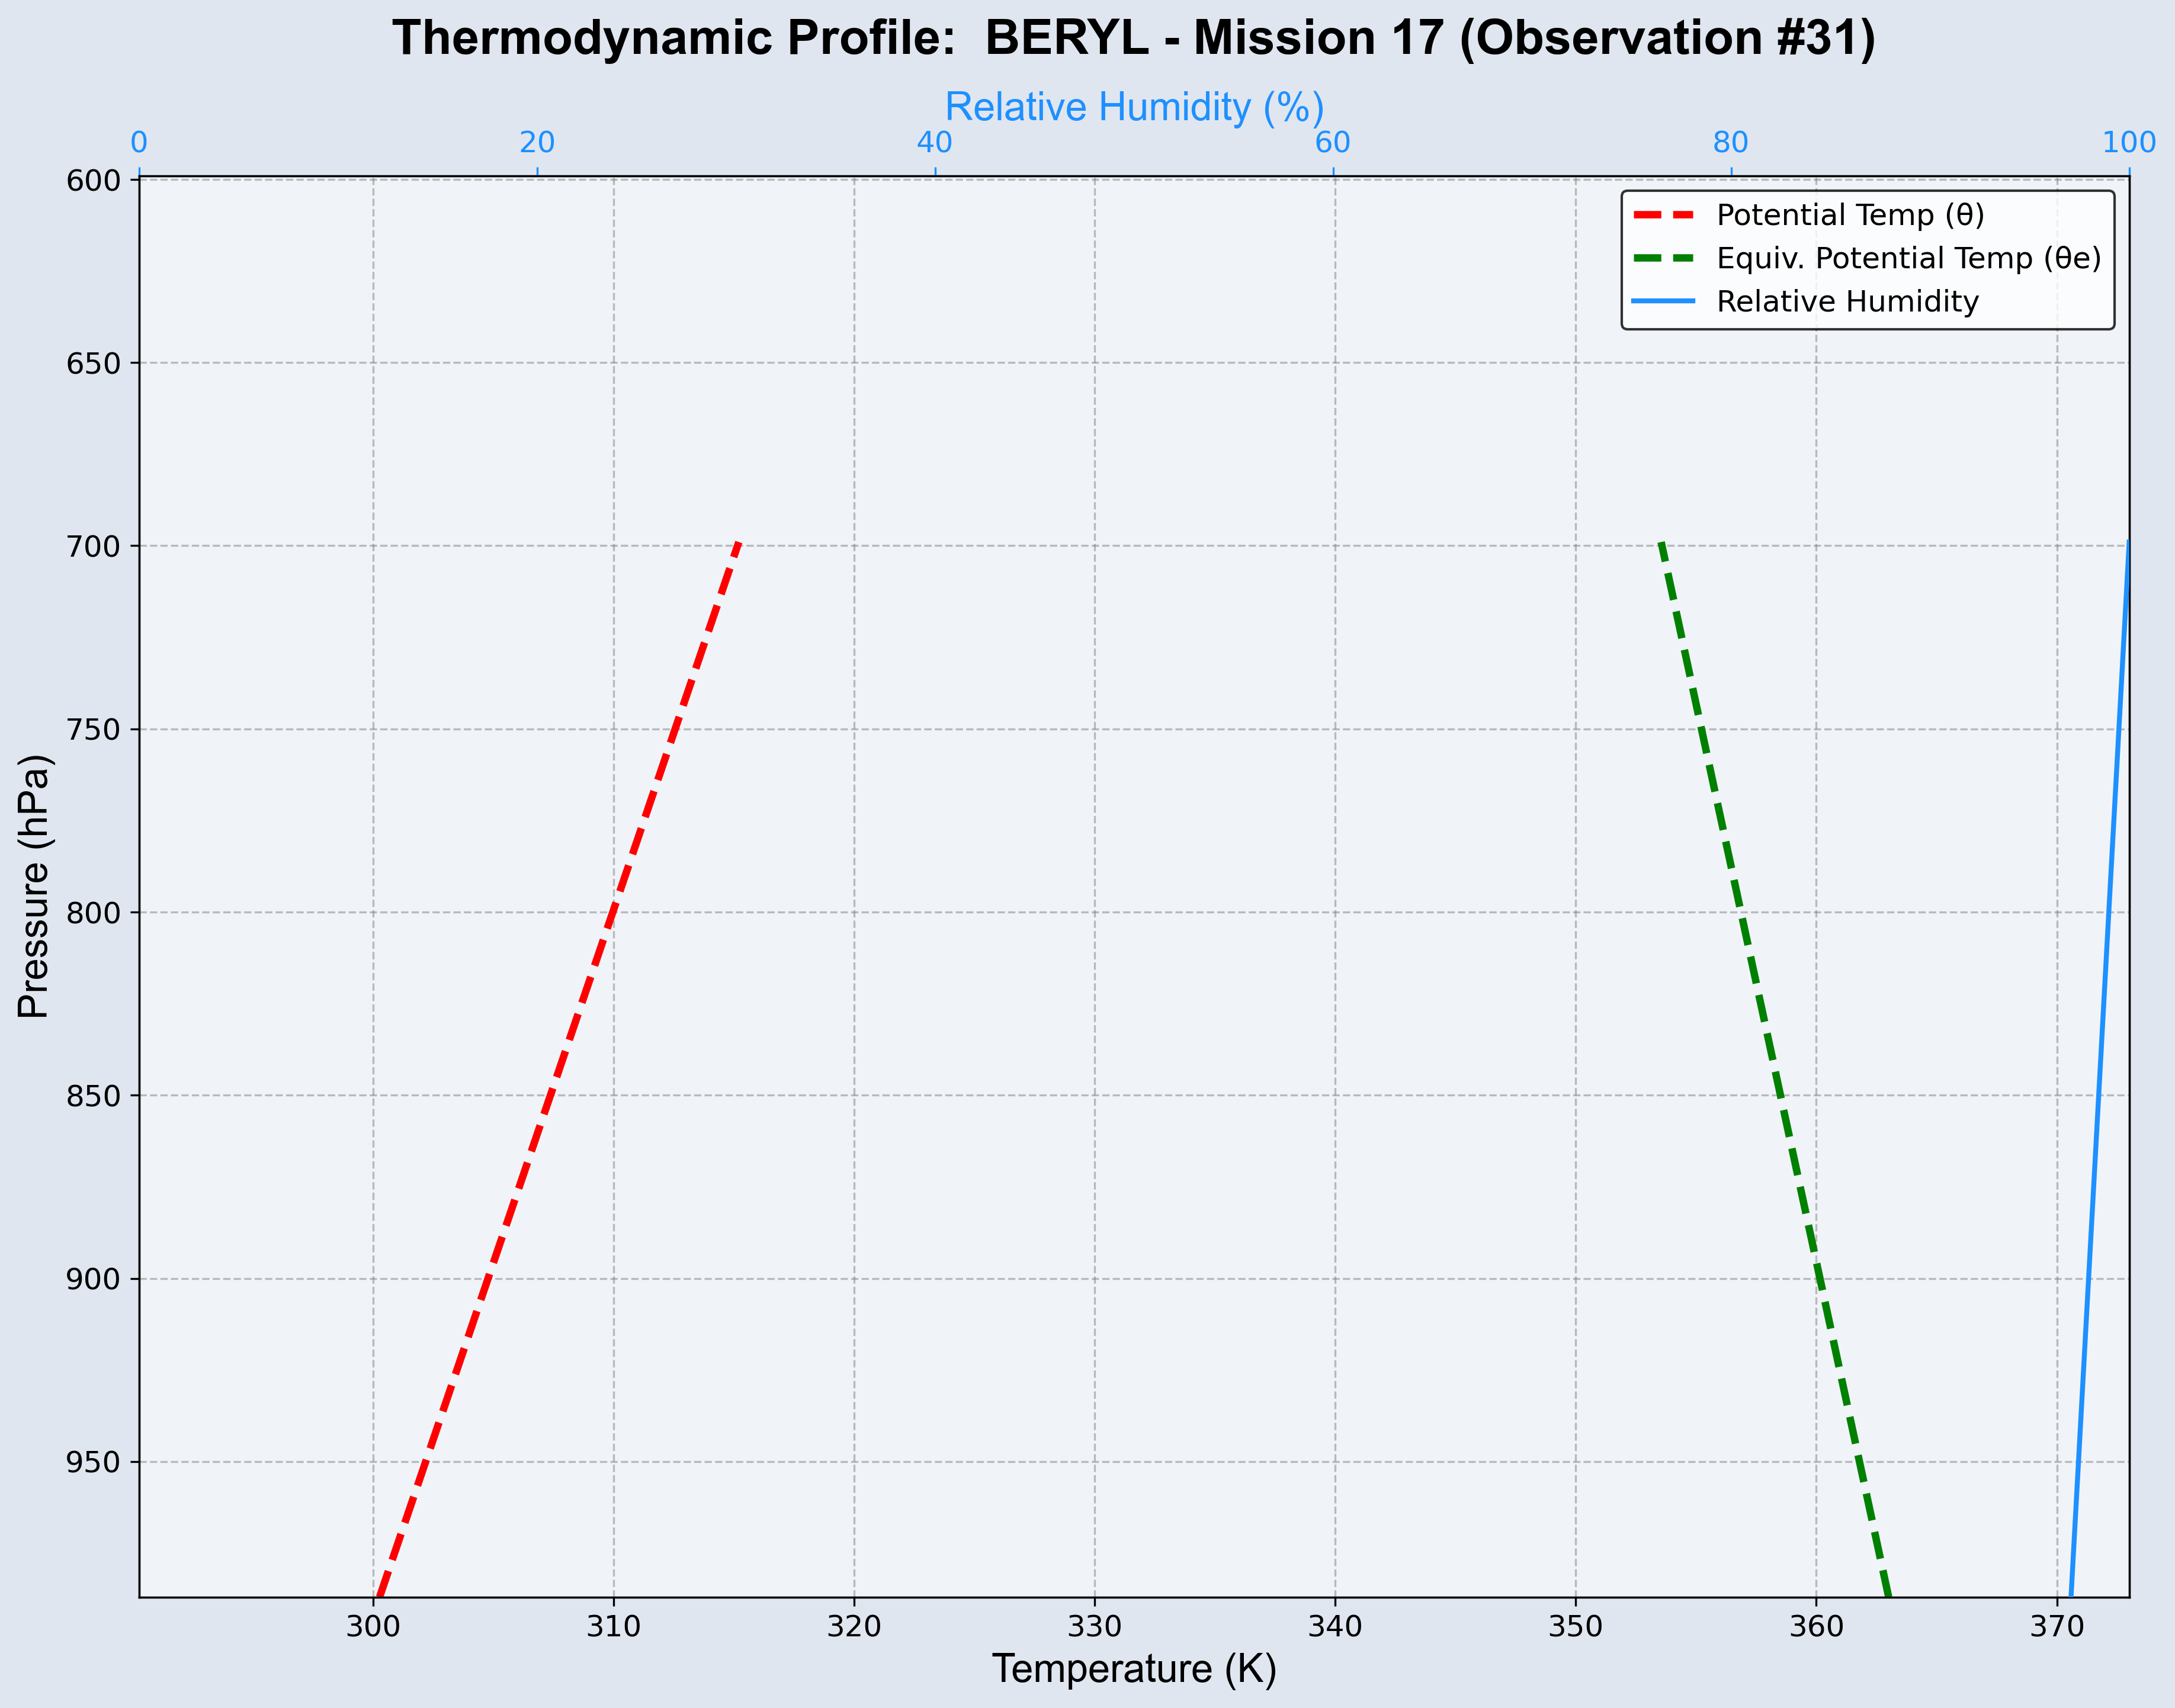 Thermodynamic Profile:  BERYL - Mission 17 (Observation #31)
Relative Humidity (%)
0 20 40 60 80 100
Potential Temp (θ)
Equiv. Potential Temp (θe)
Relative Humidity
600
650
700
750
800
850
900
950
Pressure (hPa)
300 310 320 330 340 350 360 370
Temperature (K)